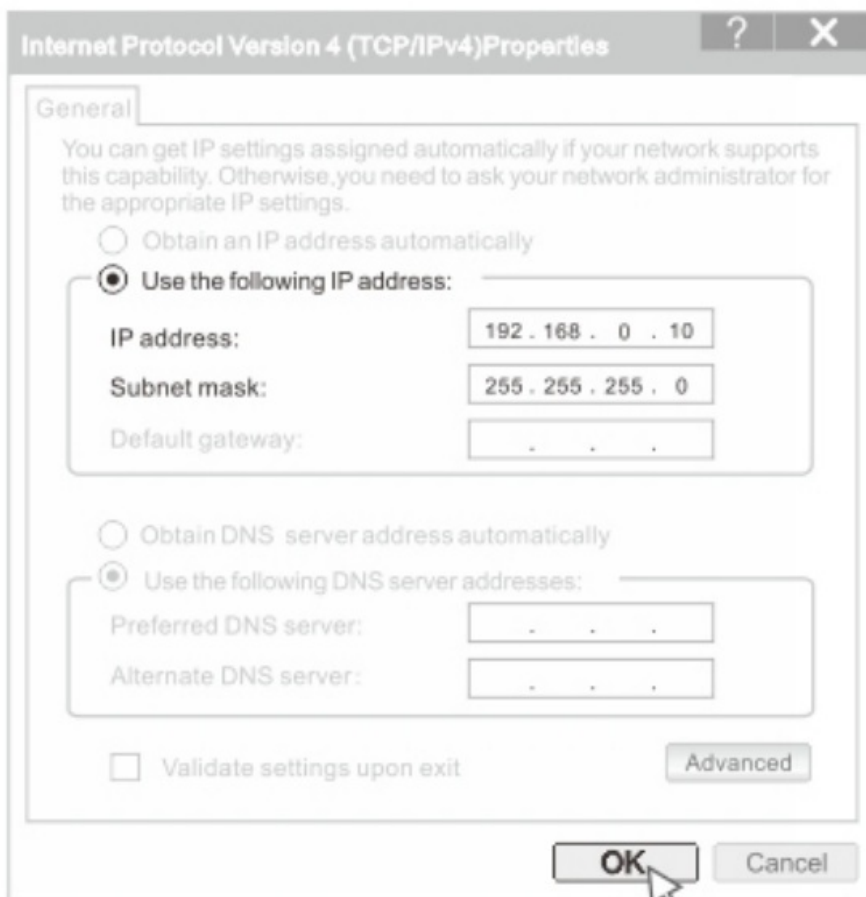 Internet Protocol Version 4 (TCP/IPv4)Properties
? X
General
You can get IP settings assigned automatically if your network supports
this capability. Otherwise,you need to ask your network administrator for
the appropriate IP settings.
Obtain an IP address automatically
Use the following IP address:
IP address: 192 . 168 . 0 . 10
Subnet mask: 255 . 255 . 255 . 0
Default gateway: . . .
Obtain DNS server address automatically
Use the following DNS server addresses:
Preferred DNS server: . . .
Alternate DNS server: . . .
Validate settings upon exit
Advanced
OK Cancel